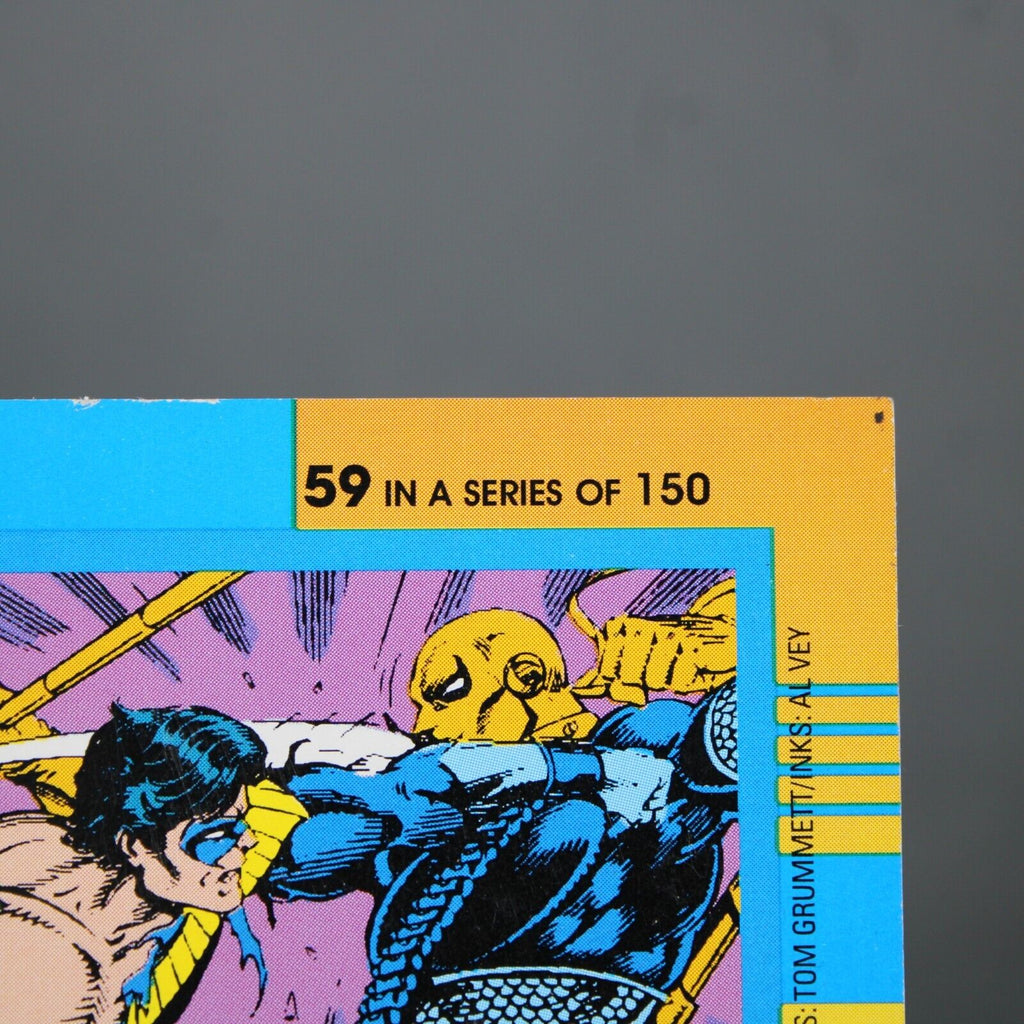 59 IN A SERIES OF 150
S: TOM GRUMMETT/INKS: AL VEY